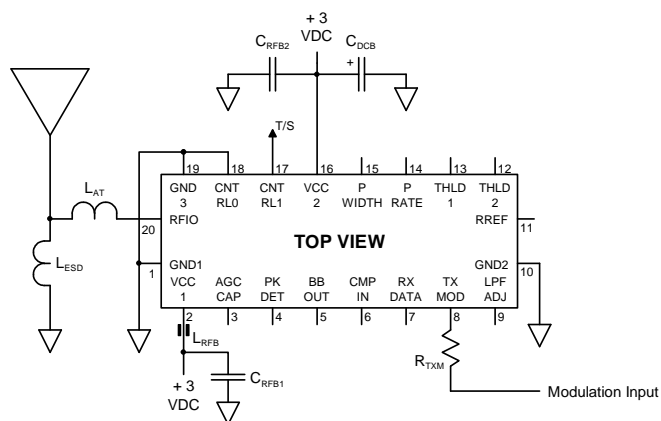 + 3
VDC
CRFB2
CDCB
+
T/S
19
18
17
16
15
14
13
12
GND
3
CNT
RL0
CNT
RL1
VCC
2
P
WIDTH
P
RATE
THLD
1
THLD
2
LAT
RFIO
20
RREF
11
TOP VIEW
LESD
1
GND1
GND2
10
VCC
1
AGC
CAP
PK
DET
BB
OUT
CMP
IN
RX
DATA
TX
MOD
LPF
ADJ
2
3
4
5
6
7
8
9
LRFB
+ 3
VDC
CRFB1
RTXM
Modulation Input